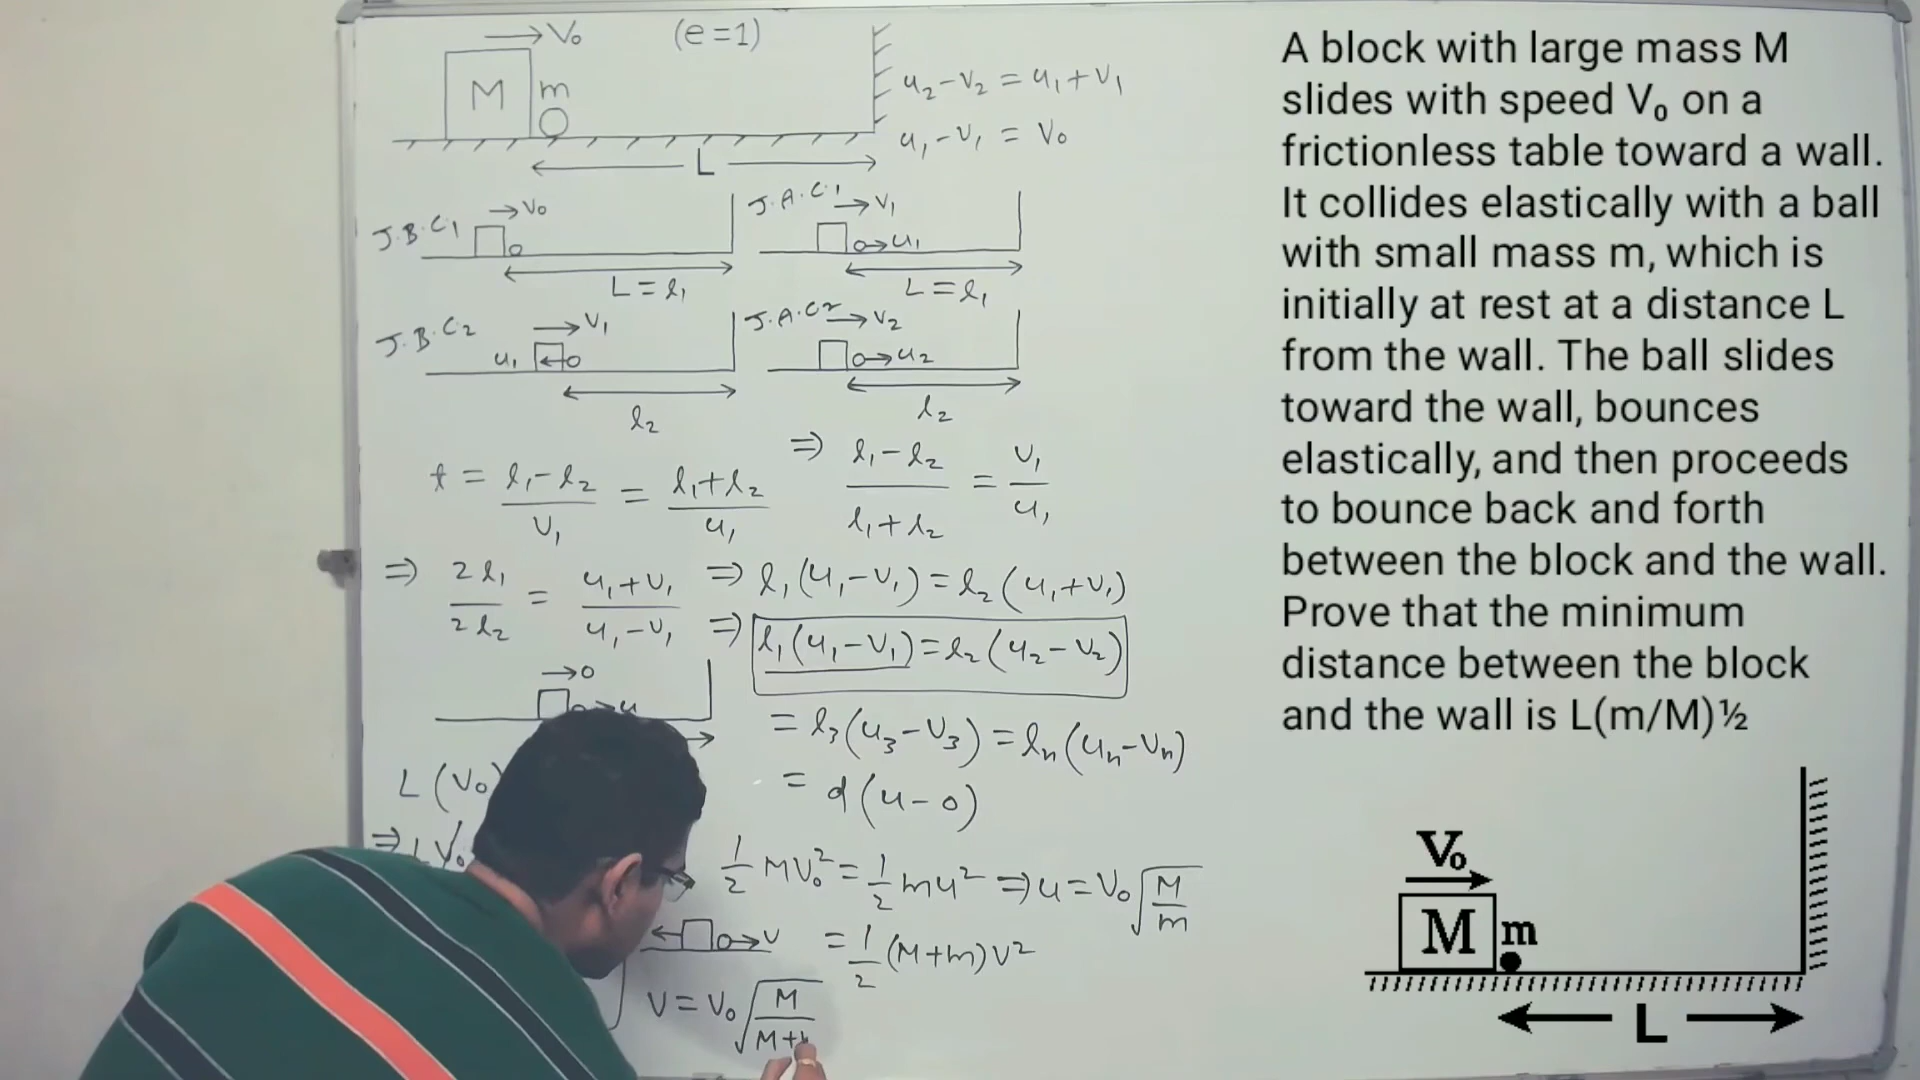 → V₀ (e=1)
M m
u₂-v₂ = u₁+v₁
u₁-v₁ = V₀
L
J.B.C1 → V₀
L = l₁
J.A.C1 → v₁
→ u₁
L = l₁
J.B.C2 → v₁
u₁
l₂
J.A.C2 → v₂
→ u₂
l₂
t = (l₁-l₂)/v₁ = (l₁+l₂)/u₁
⇒ (l₁-l₂)/(l₁+l₂) = v₁/u₁
⇒ 2l₁/2l₂ = (u₁+v₁)/(u₁-v₁) ⇒ l₁(u₁-v₁) = l₂(u₁+v₁)
⇒ l₁(u₁-v₁) = l₂(u₂-v₂)
→ 0
= l₃(u₃-v₃) = lₙ(uₙ-vₙ)
L(V₀
= d(u-0)
⇒ LV₀
½ MV₀² = ½ mu² ⇒ u = V₀√(M/m)
→ v = ½ (M+m)v²
v = V₀√(M/M+
A block with large mass M
slides with speed V₀ on a
frictionless table toward a wall.
It collides elastically with a ball
with small mass m, which is
initially at rest at a distance L
from the wall. The ball slides
toward the wall, bounces
elastically, and then proceeds
to bounce back and forth
between the block and the wall.
Prove that the minimum
distance between the block
and the wall is L(m/M)½
V₀
M m
L